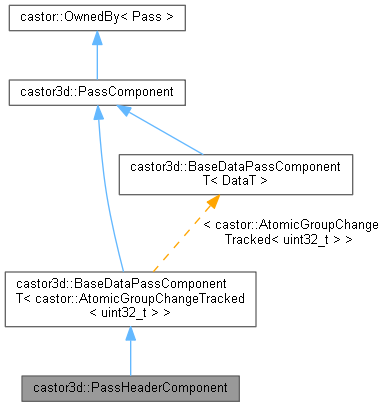 castor::OwnedBy< Pass >
castor3d::PassComponent
castor3d::BaseDataPassComponent
T< DataT >
< castor::AtomicGroupChange
Tracked< uint32_t > >
castor3d::BaseDataPassComponent
T< castor::AtomicGroupChangeTracked
< uint32_t > >
castor3d::PassHeaderComponent